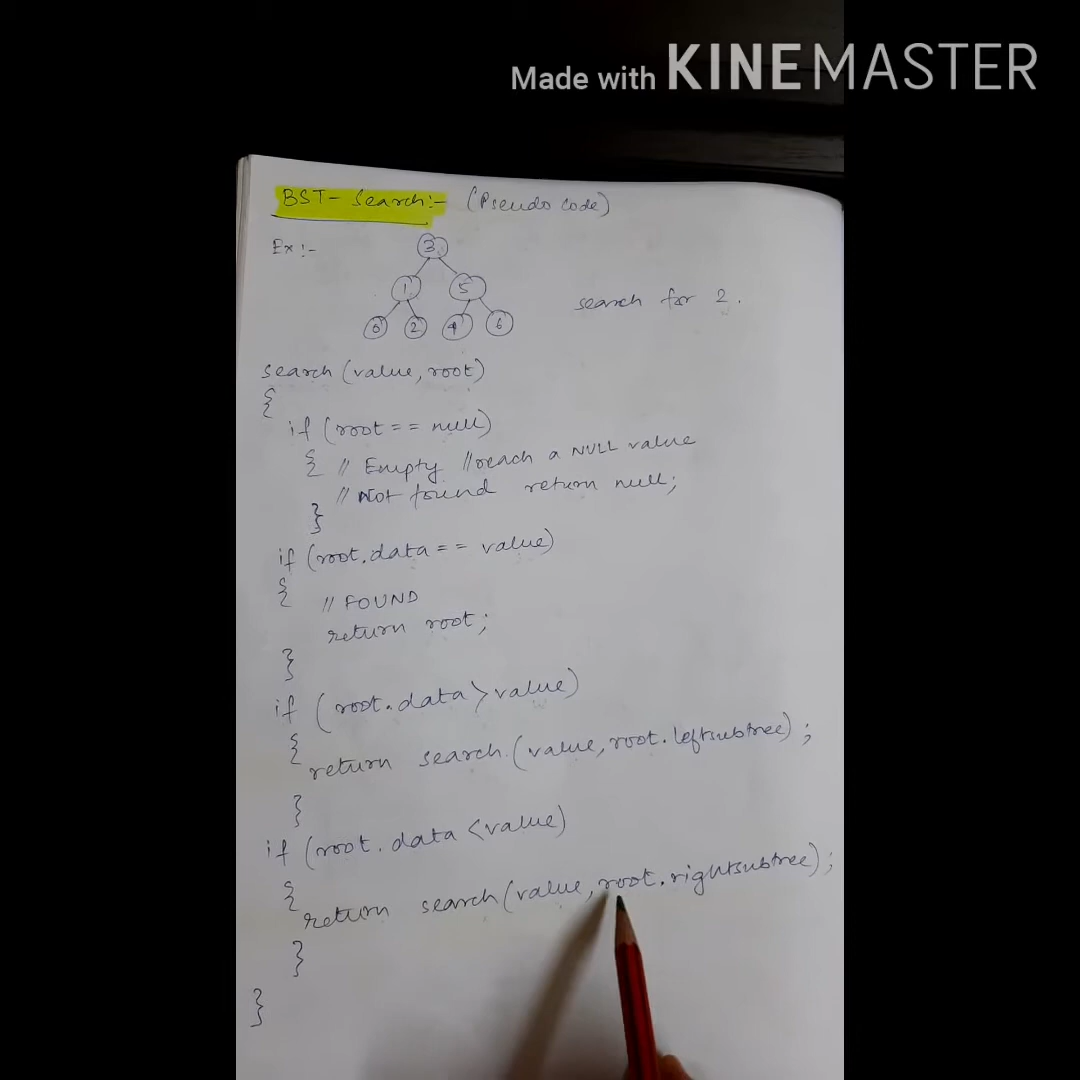 Made with KINEMASTER
BST- Search:- (Pseudo code)
Ex:-
3
1 5
0 2 4 6
search for 2.
search (value, root)
{
if (root == null)
{ // Empty // reach a NULL value
// Not found return null;
}
if (root.data == value)
{ // FOUND
return root;
}
if (root.data > value)
{
return search (value, root.leftsubtree);
}
if (root.data < value)
{
return search (value, root.rightsubtree);
}
}